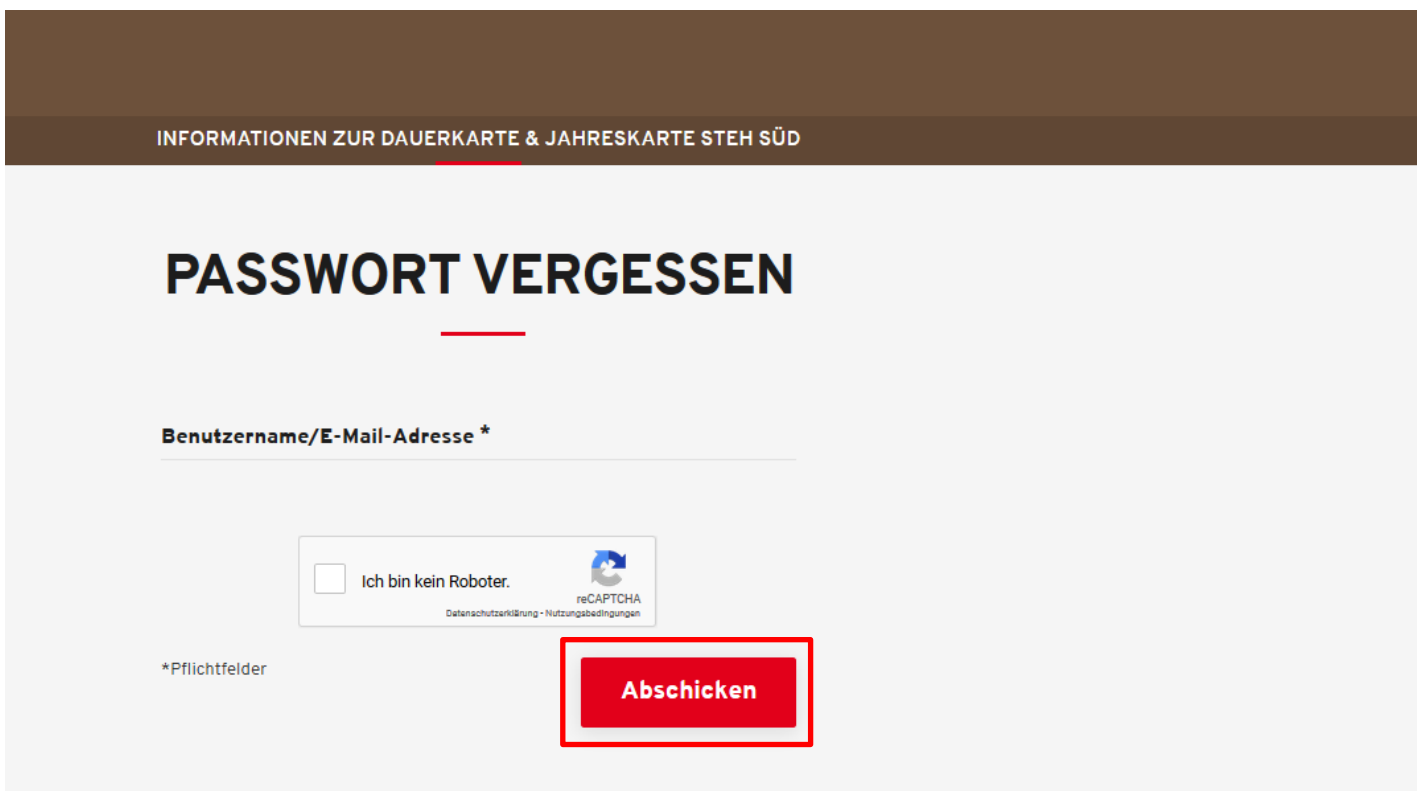 INFORMATIONEN ZUR DAUERKARTE & JAHRESKARTE STEH SÜD
PASSWORT VERGESSEN
Benutzername/E-Mail-Adresse *
Ich bin kein Roboter.
reCAPTCHA
Datenschutzerklärung - Nutzungsbedingungen
*Pflichtfelder
Abschicken